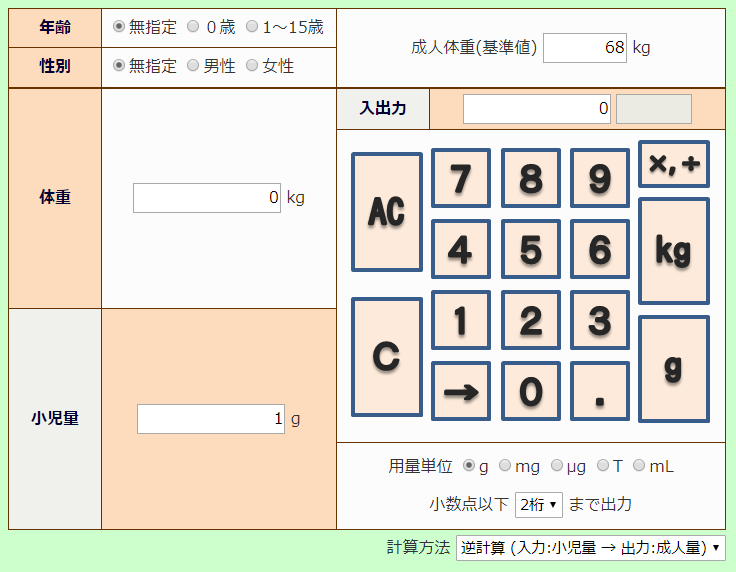 年齢 無指定 0歳 1～15歳
性別 無指定 男性 女性
成人体重(基準値) 68 kg
体重 0 kg
小児量 1 g
入出力 0
AC 7 8 9 ×,÷
4 5 6 kg
C 1 2 3 g
→ 0 .
用量単位 g mg μg T mL
小数点以下 2桁 まで出力
計算方法 逆計算 (入力:小児量 → 出力:成人量)